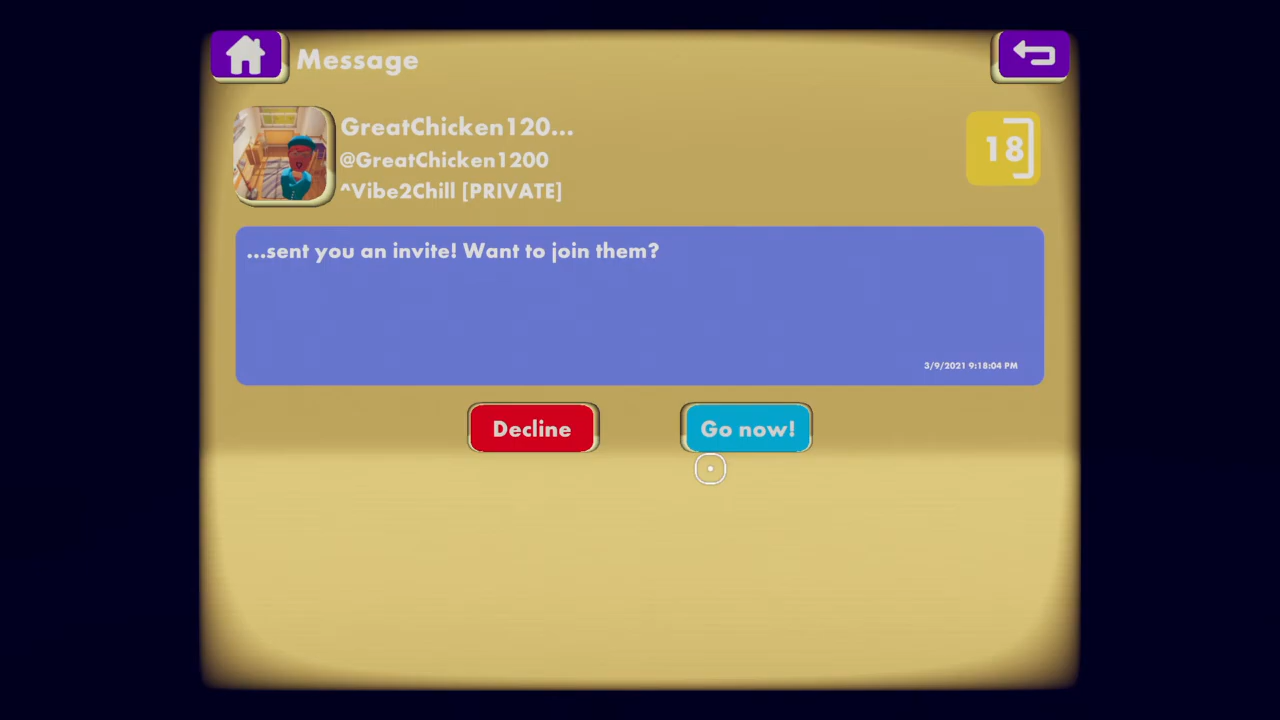 Message
GreatChicken120...
@GreatChicken1200
^Vibe2Chill [PRIVATE]
18
...sent you an invite! Want to join them?
3/9/2021 9:18:04 PM
Decline
Go now!